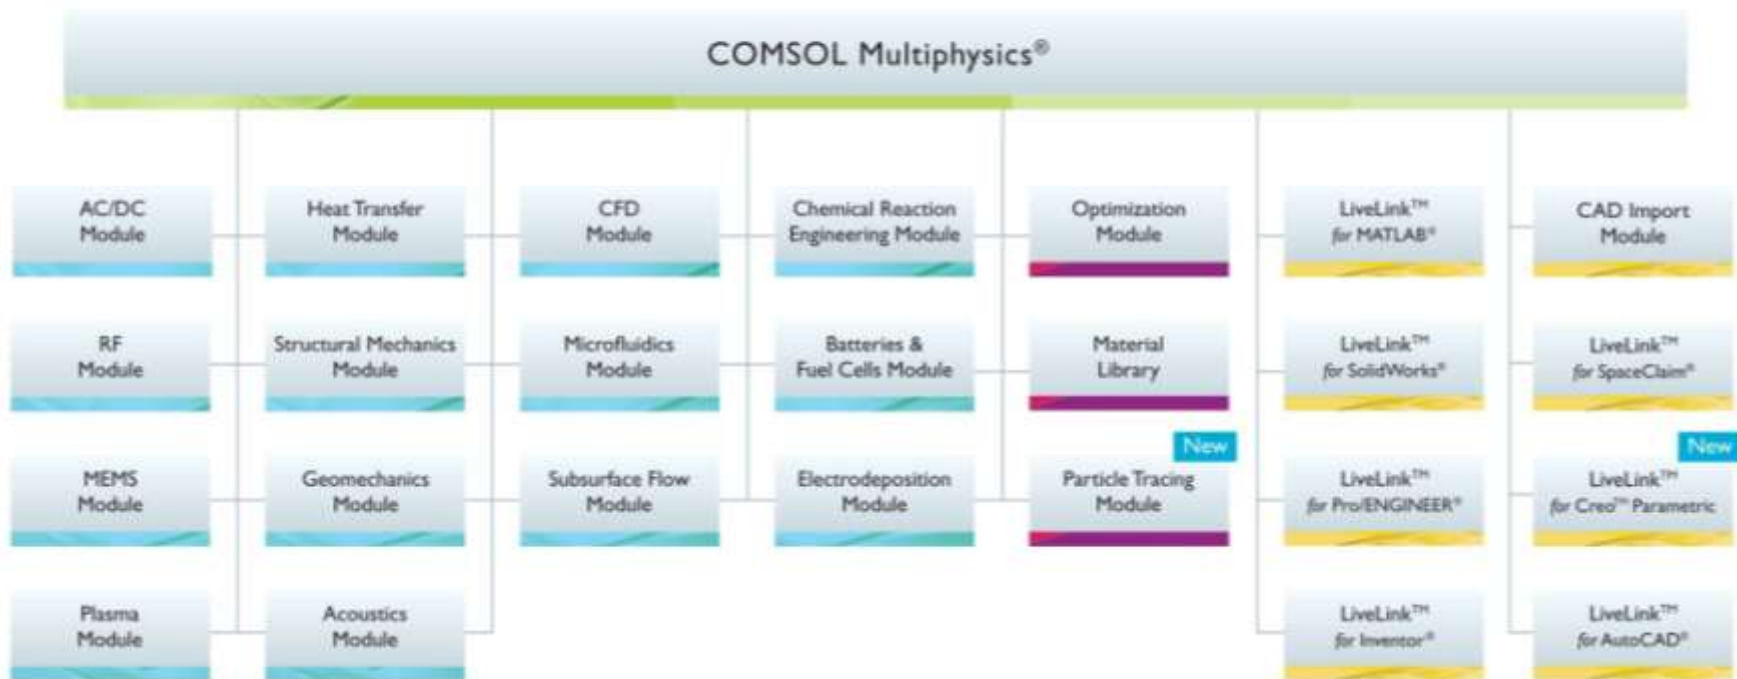 COMSOL Multiphysics®
AC/DC
Module
Heat Transfer
Module
CFD
Module
Chemical Reaction
Engineering Module
Optimization
Module
LiveLink™
for MATLAB®
CAD Import
Module
RF
Module
Structural Mechanics
Module
Microfluidics
Module
Batteries &
Fuel Cells Module
Material
Library
LiveLink™
for SolidWorks®
LiveLink™
for SpaceClaim®
MEMS
Module
Geomechanics
Module
Subsurface Flow
Module
Electrodeposition
Module
New
Particle Tracing
Module
LiveLink™
for Pro/ENGINEER®
New
LiveLink™
for Creo™ Parametric
Plasma
Module
Acoustics
Module
LiveLink™
for Inventor®
LiveLink™
for AutoCAD®